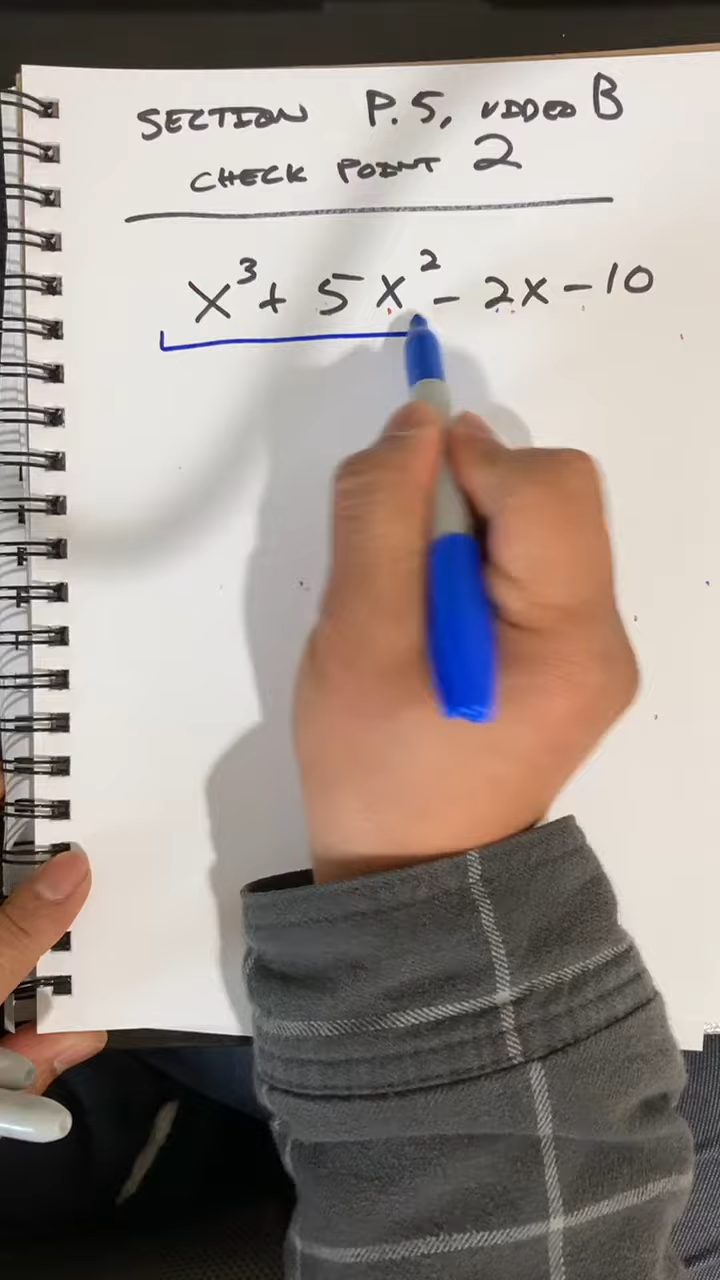 SECTION P.5, VIDEO B
CHECK POINT 2
x³ + 5x² - 2x - 10